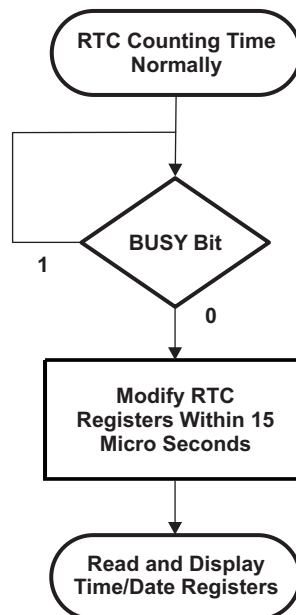 RTC Counting Time
Normally
BUSY Bit
1
0
Modify RTC
Registers Within 15
Micro Seconds
Read and Display
Time/Date Registers